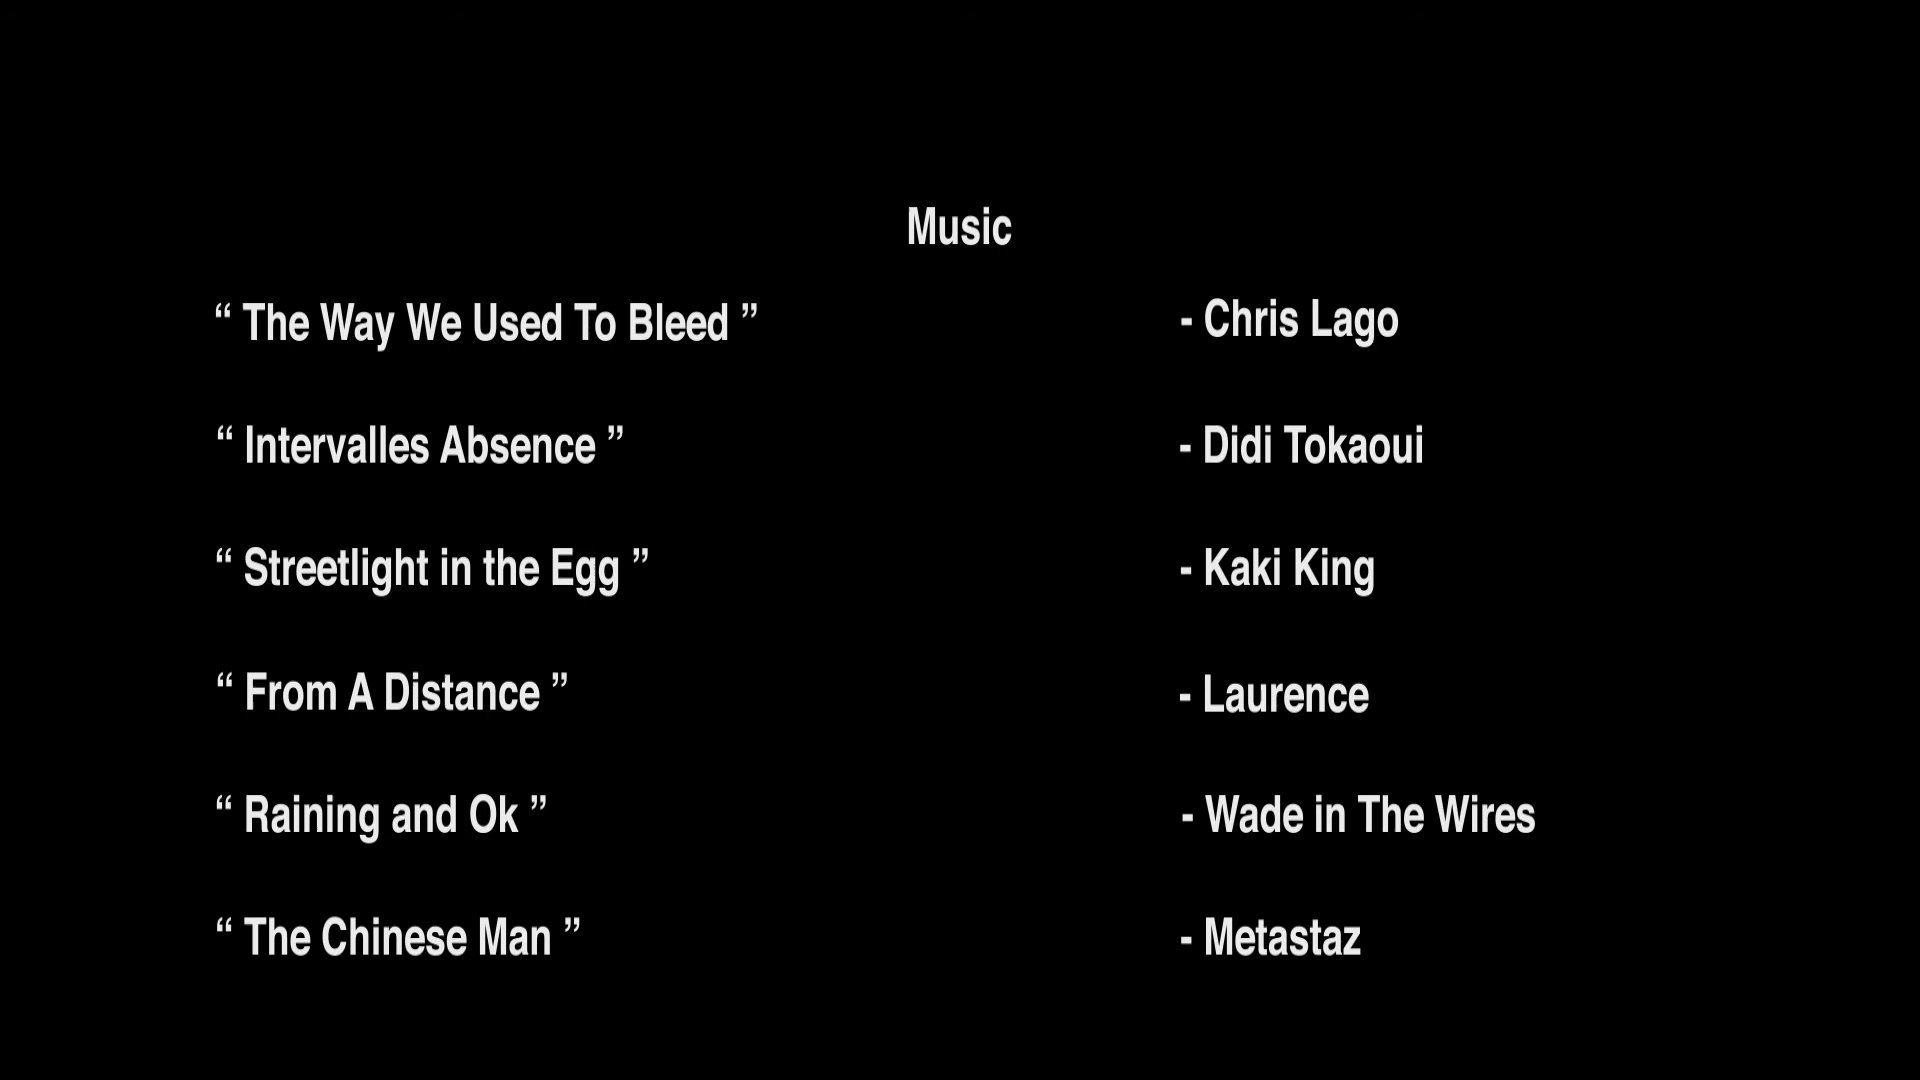 Music
“ The Way We Used To Bleed ” - Chris Lago
“ Intervalles Absence ” - Didi Tokaoui
“ Streetlight in the Egg ” - Kaki King
“ From A Distance ” - Laurence
“ Raining and Ok ” - Wade in The Wires
“ The Chinese Man ” - Metastaz